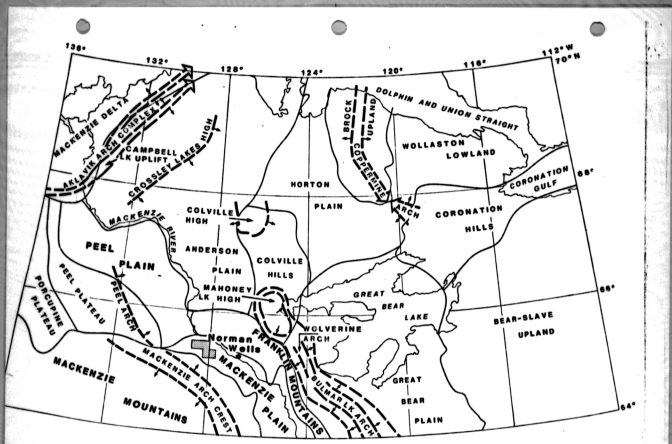 136°
132°
128°
124°
120°
116°
112° W
70° N
MACKENZIE DELTA
AKLAVIK ARCH COMPLEX
CAMPBELL
LK UPLIFT
CROSSLEY LAKES HIGH
BROCK
UPLAND
COPPERMINE
ARCH
DOLPHIN AND UNION STRAIGHT
WOLLASTON
LOWLAND
CORONATION
GULF
68°
HORTON
PLAIN
COLVILLE
HIGH
CORONATION
HILLS
MACKENZIE RIVER
PEEL
PLAIN
ANDERSON
PLAIN
COLVILLE
HILLS
MAHONEY
LK HIGH
GREAT
BEAR
LAKE
66°
BEAR-SLAVE
UPLAND
PORCUPINE
PLATEAU
PEEL PLATEAU
PEEL ARCH
Norman
Wells
WOLVERINE
ARCH
FRANKLIN MOUNTAINS
MACKENZIE
MOUNTAINS
MACKENZIE ARCH CREST
MACKENZIE
PLAIN
BULMAR LK ARCH
GREAT
BEAR
PLAIN
64°